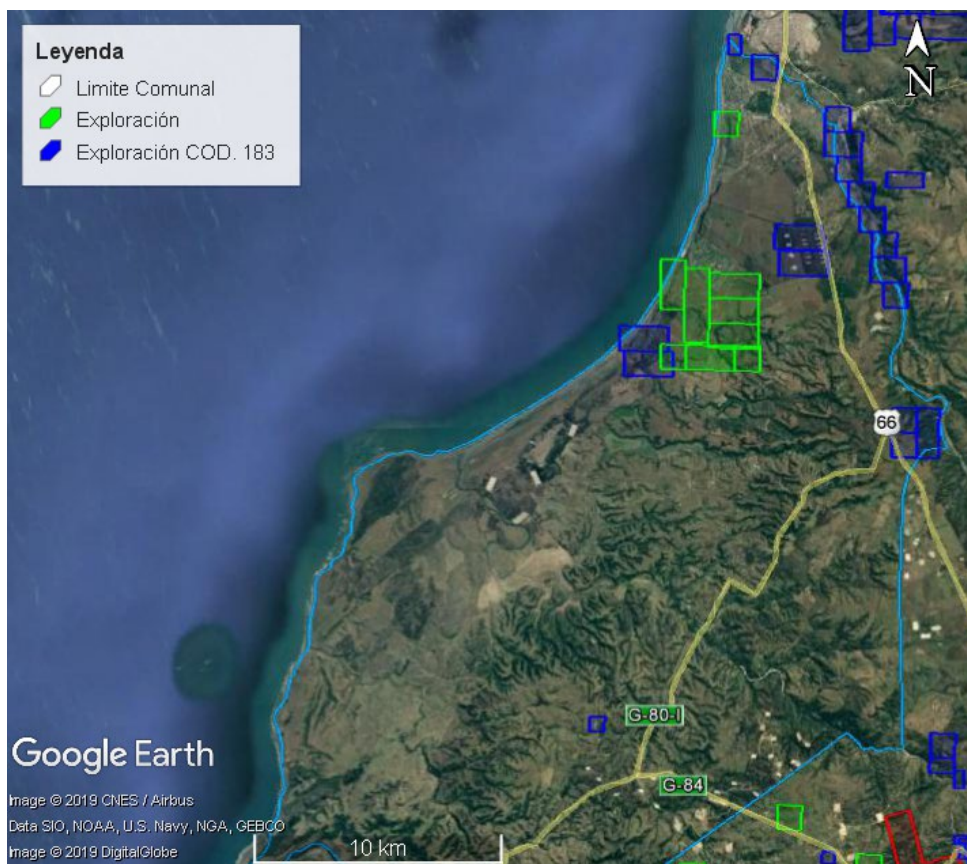 Leyenda
Limite Comunal
Exploración
Exploración COD. 183
N
66
G-80-I
G-84
Google Earth
Image © 2019 CNES / Airbus
Data SIO, NOAA, U.S. Navy, NGA, GEBCO
Image © 2019 DigitalGlobe
10 km